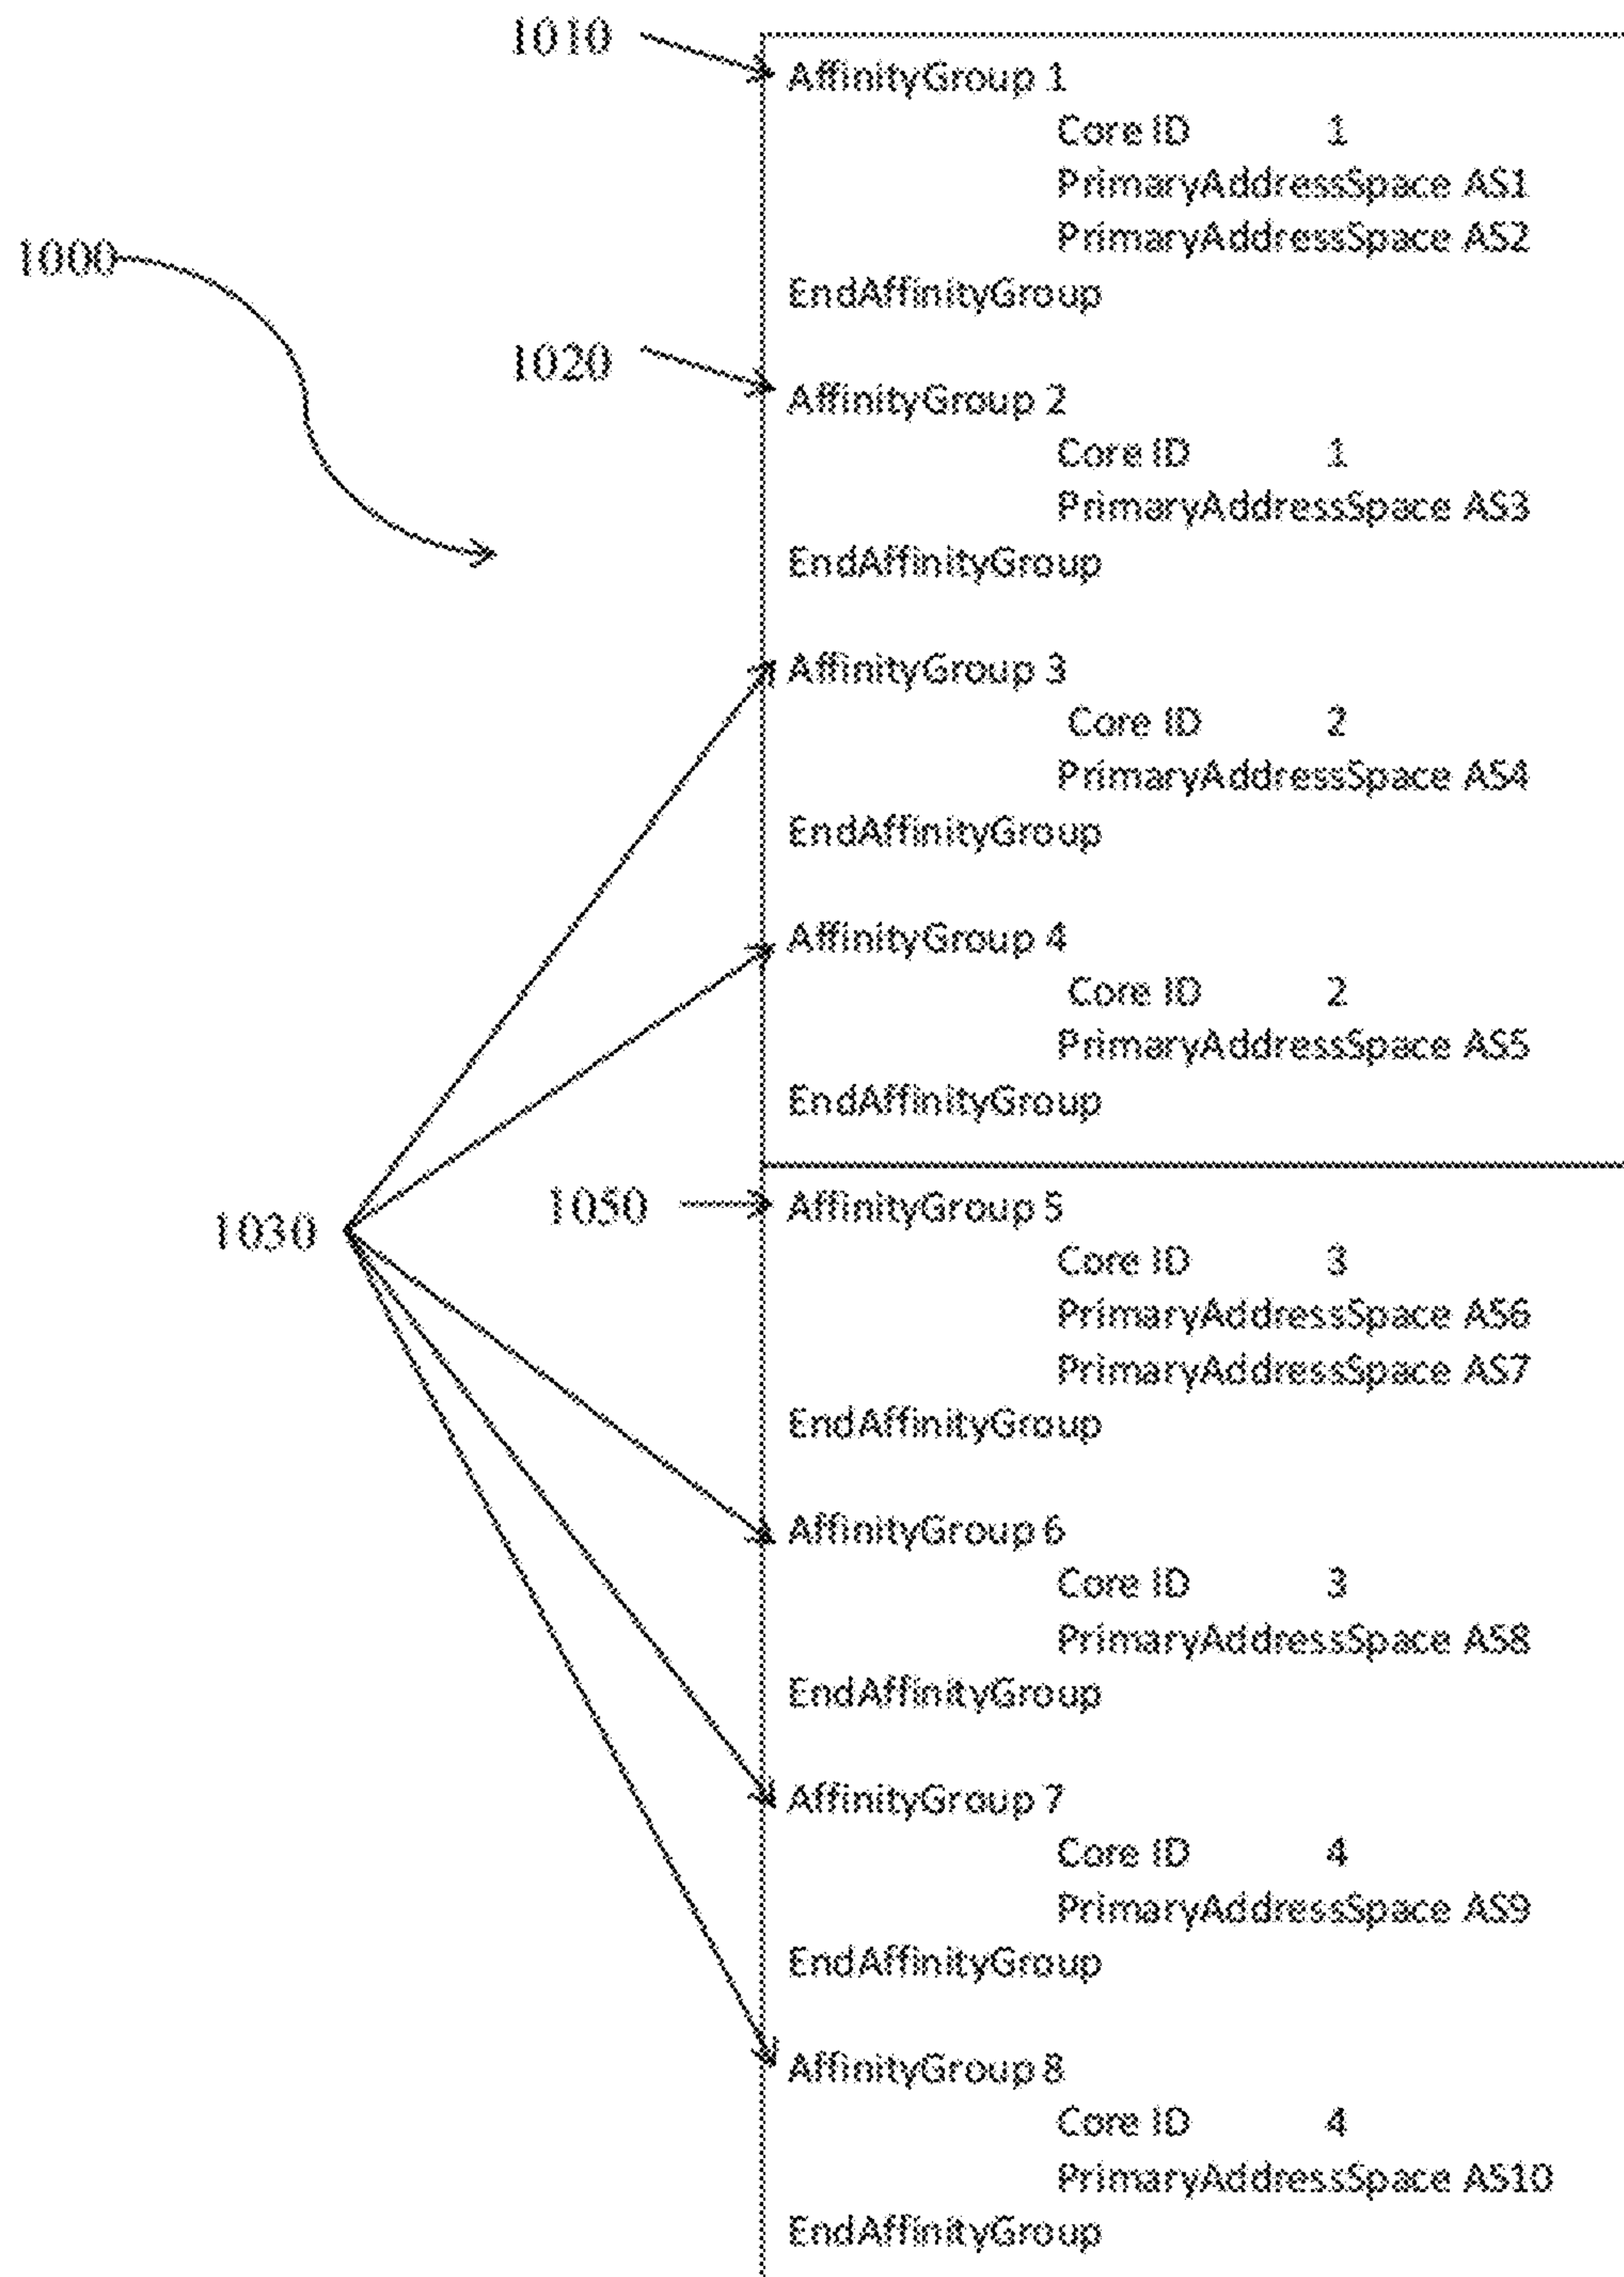 1010
AffinityGroup 1
Core ID 1
PrimaryAddressSpace AS1
PrimaryAddressSpace AS2
1000
EndAffinityGroup
1020
AffinityGroup 2
Core ID 1
PrimaryAddressSpace AS3
EndAffinityGroup
AffinityGroup 3
Core ID 2
PrimaryAddressSpace AS4
EndAffinityGroup
AffinityGroup 4
Core ID 2
PrimaryAddressSpace AS5
EndAffinityGroup
1030
1050
AffinityGroup 5
Core ID 3
PrimaryAddressSpace AS6
PrimaryAddressSpace AS7
EndAffinityGroup
AffinityGroup 6
Core ID 3
PrimaryAddressSpace AS8
EndAffinityGroup
AffinityGroup 7
Core ID 4
PrimaryAddressSpace AS9
EndAffinityGroup
AffinityGroup 8
Core ID 4
PrimaryAddressSpace AS10
EndAffinityGroup